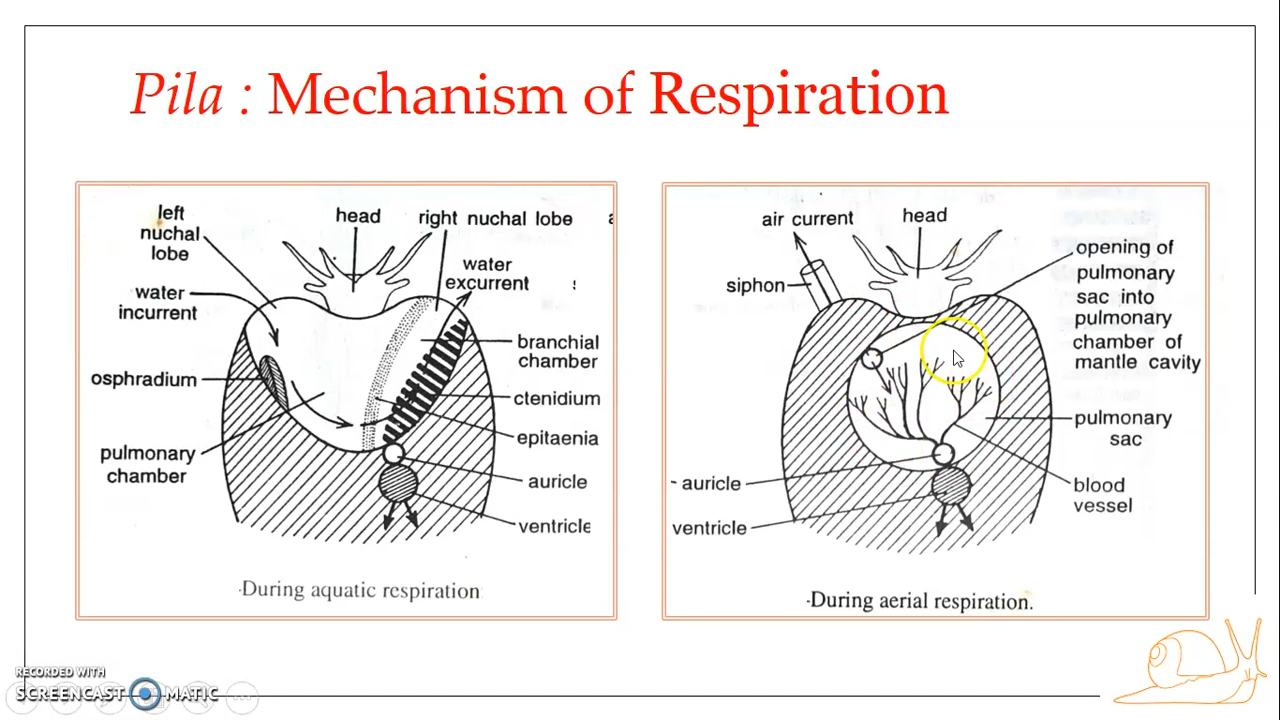 Pila : Mechanism of Respiration
left
nuchal
lobe
head
right nuchal lobe
water
excurrent
water
incurrent
branchial
chamber
osphradium
ctenidium
epitaenia
pulmonary
chamber
auricle
ventricle
During aquatic respiration
air current
head
siphon
opening of
pulmonary
sac into
pulmonary
chamber of
mantle cavity
pulmonary
sac
auricle
blood
vessel
ventricle
During aerial respiration.
RECORDED WITH
SCREENCAST MATIC